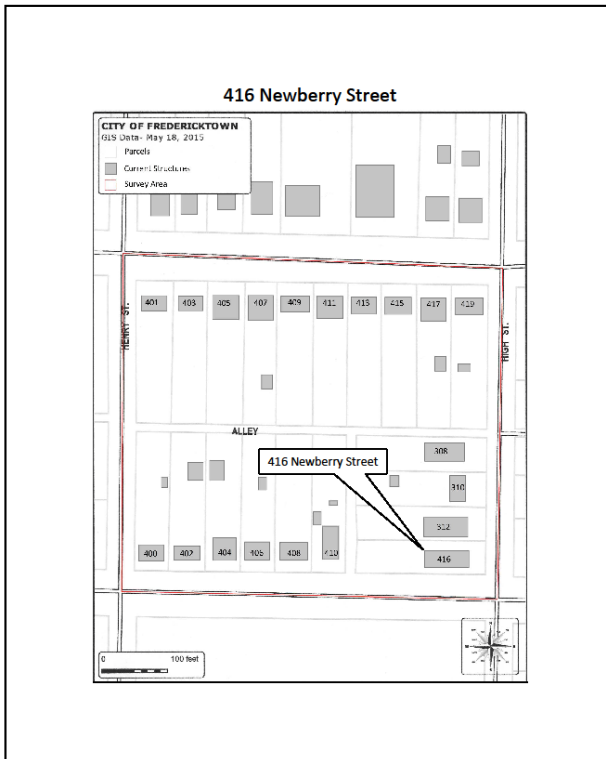 416 Newberry Street
CITY OF FREDERICKTOWN
GIS Data- May 18, 2015
Parcels
Current Structures
Survey Area
HENRY ST.
HIGH ST.
401 403 405 407 409 411 413 415 417 419
ALLEY
308
416 Newberry Street
310
312
400 402 404 406 408 410 416
0 100 feet